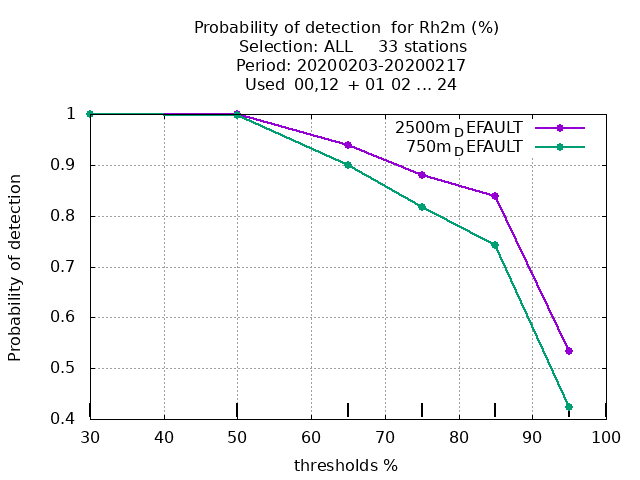 Probability of detection for Rh2m (%)
Selection: ALL 33 stations
Period: 20200203-20200217
Used 00,12 + 01 02 ... 24
2500m_DEFAULT
750m_DEFAULT
Probability of detection
1
0.9
0.8
0.7
0.6
0.5
0.4
30 40 50 60 70 80 90 100
thresholds %